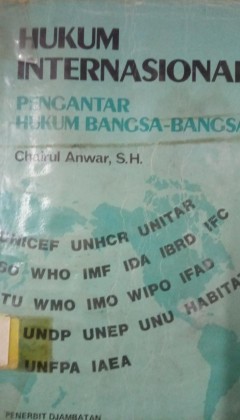 HUKUM
INTERNASIONAL
PENGANTAR
HUKUM BANGSA-BANGSA
Chairul Anwar, S.H.
UNICEF UNHCR UNITAR
WHO IMF IDA IBRD IFC
WMO IMO WIPO IFAD
UNDP UNEP UNU HABITA
UNFPA IAEA
PENERBIT DJAMBATAN